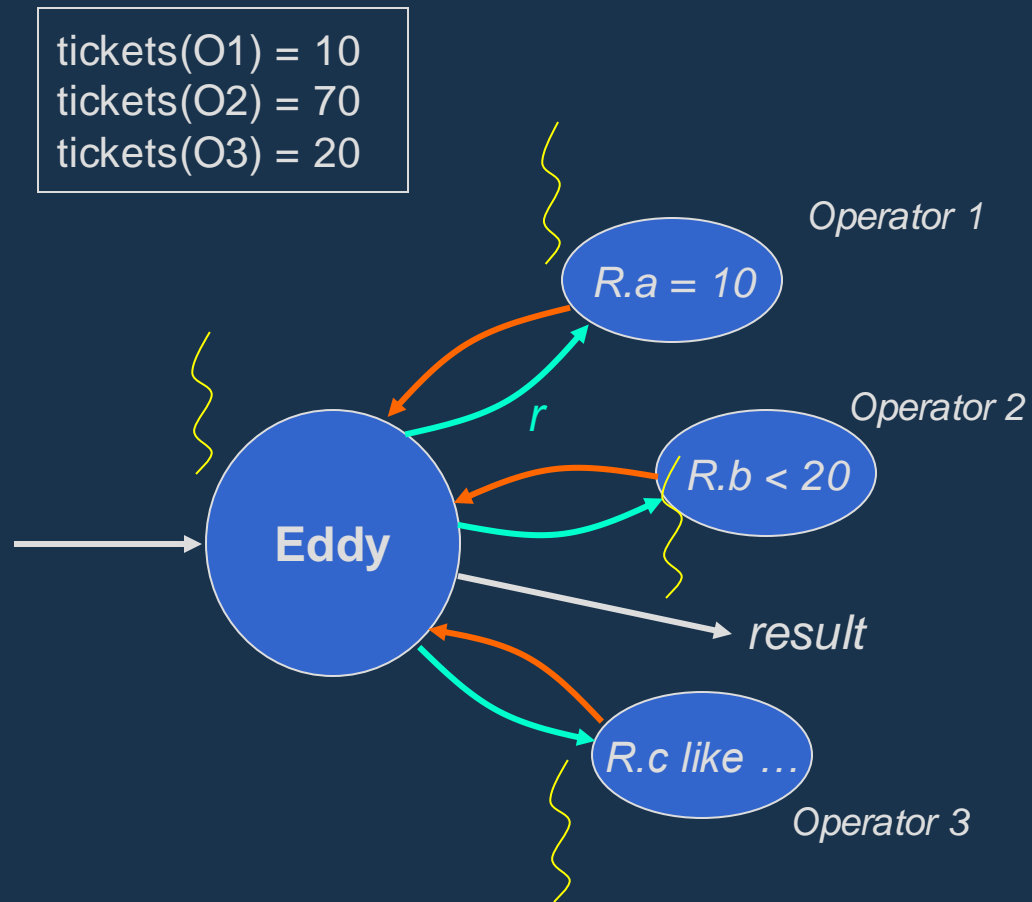 tickets(O1) = 10
tickets(O2) = 70
tickets(O3) = 20
Operator 1
R.a = 10
r
Operator 2
R.b < 20
Eddy
result
R.c like …
Operator 3